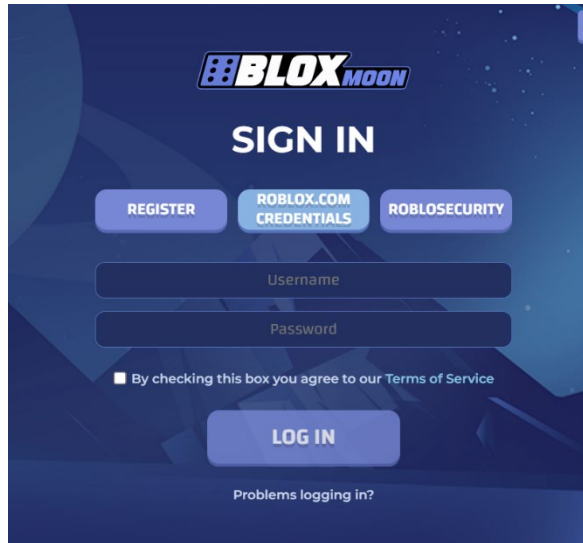 BLOXMOON
SIGN IN
REGISTER
ROBLOX.COM
CREDENTIALS
ROBLOSECURITY
Username
Password
By checking this box you agree to our Terms of Service
LOG IN
Problems logging in?